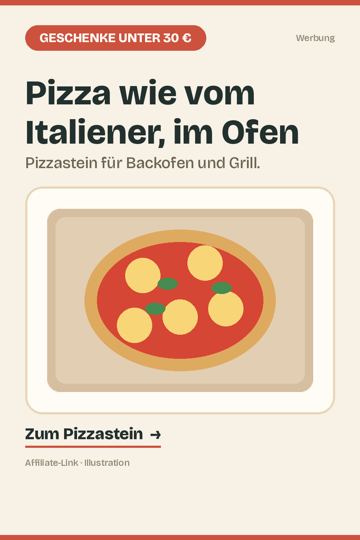 GESCHENKE UNTER 30 €
Werbung
Pizza wie vom
Italiener, im Ofen
Pizzastein für Backofen und Grill.
Zum Pizzastein →
Affiliate-Link · Illustration